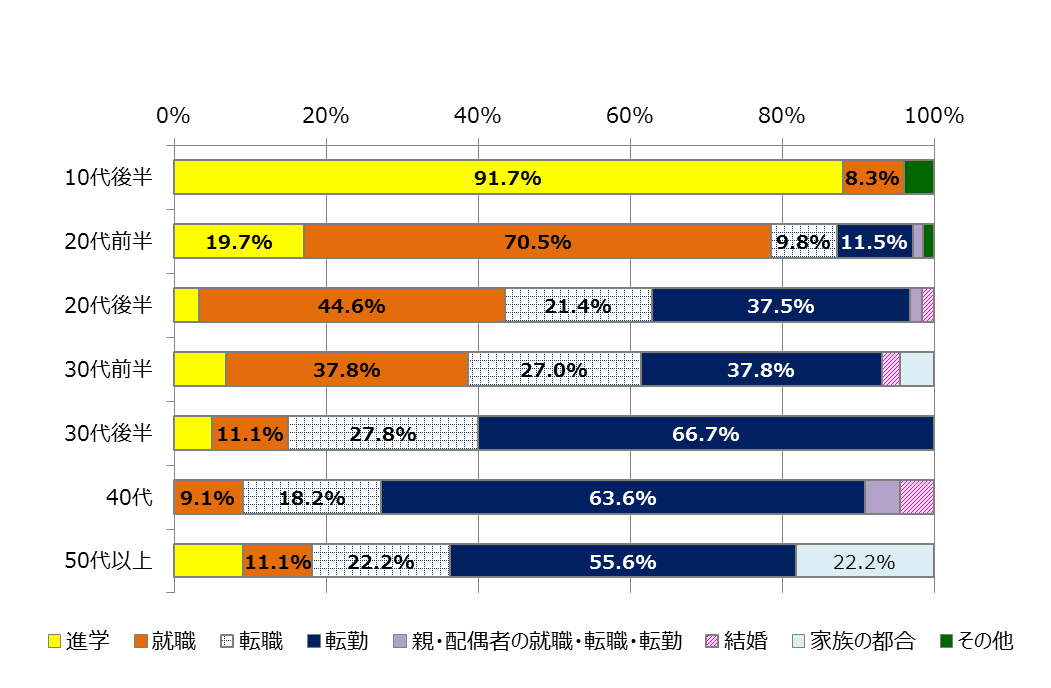 0% 20% 40% 60% 80% 100%
10代後半 91.7% 8.3%
20代前半 19.7% 70.5% 9.8% 11.5%
20代後半 44.6% 21.4% 37.5%
30代前半 37.8% 27.0% 37.8%
30代後半 11.1% 27.8% 66.7%
40代 9.1% 18.2% 63.6%
50代以上 11.1% 22.2% 55.6% 22.2%
進学 就職 転職 転勤 親・配偶者の就職・転職・転勤 結婚 家族の都合 その他